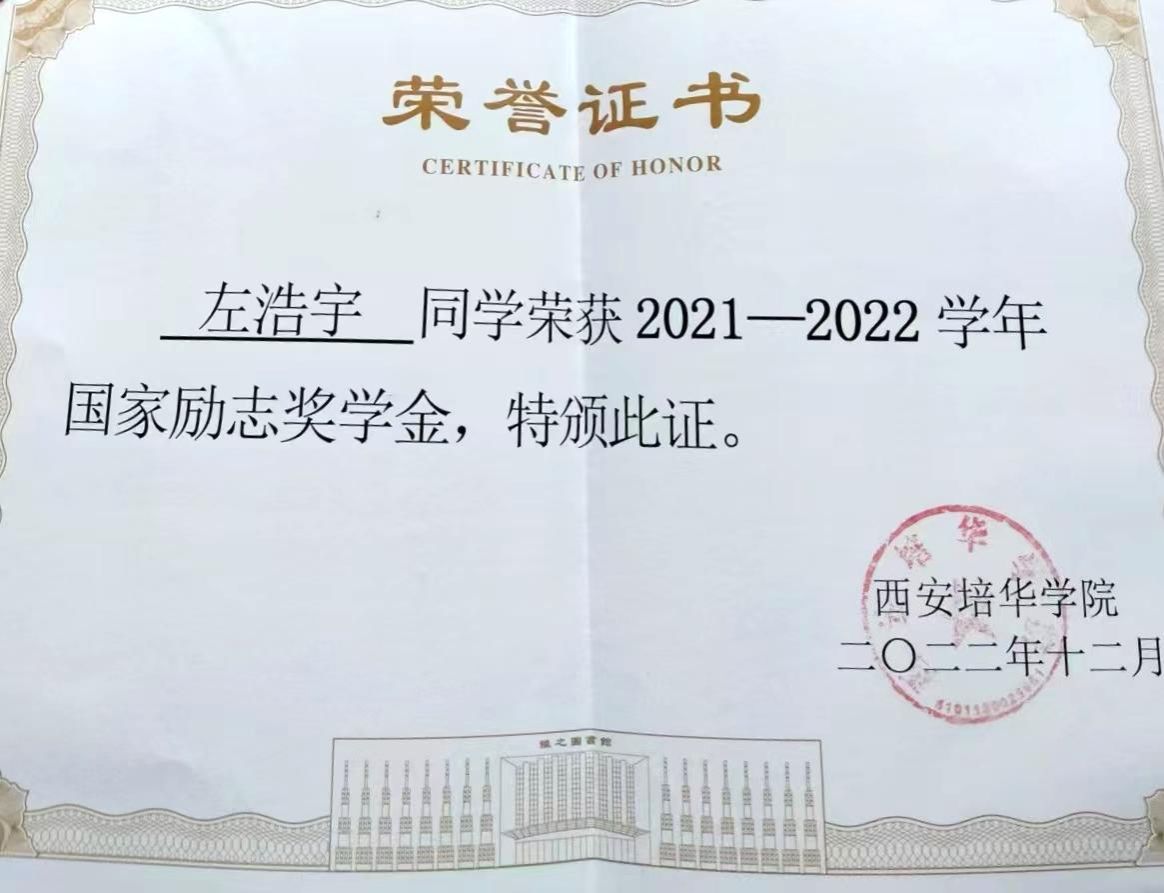 荣誉证书
CERTIFICATE OF HONOR
左浩宇 同学荣获 2021—2022 学年
国家励志奖学金，特颁此证。
西安培华学院
二〇二二年十二月